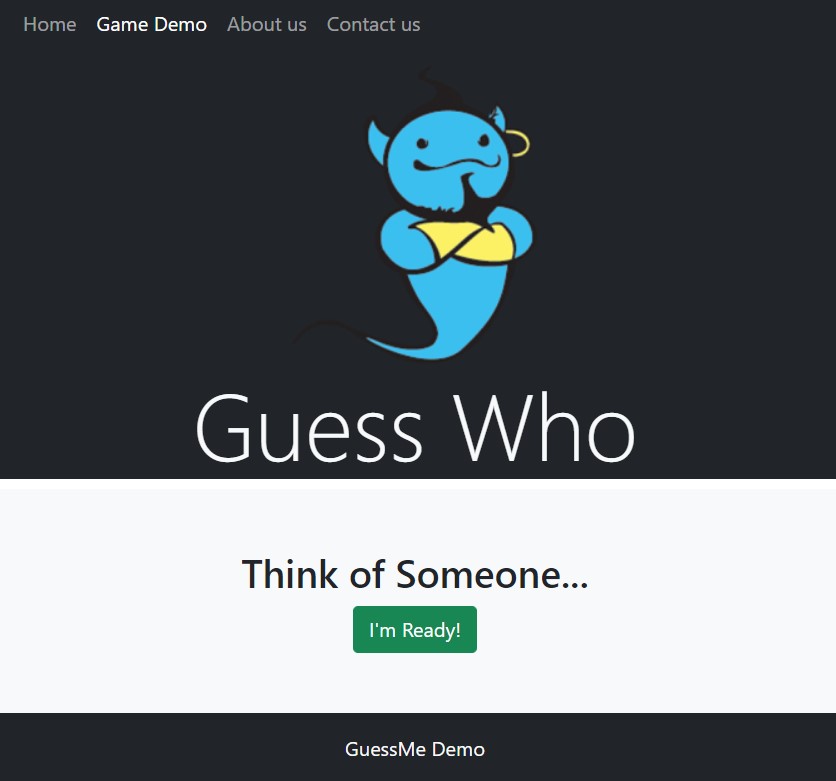 Home Game Demo About us Contact us
Guess Who
Think of Someone...
I'm Ready!
GuessMe Demo